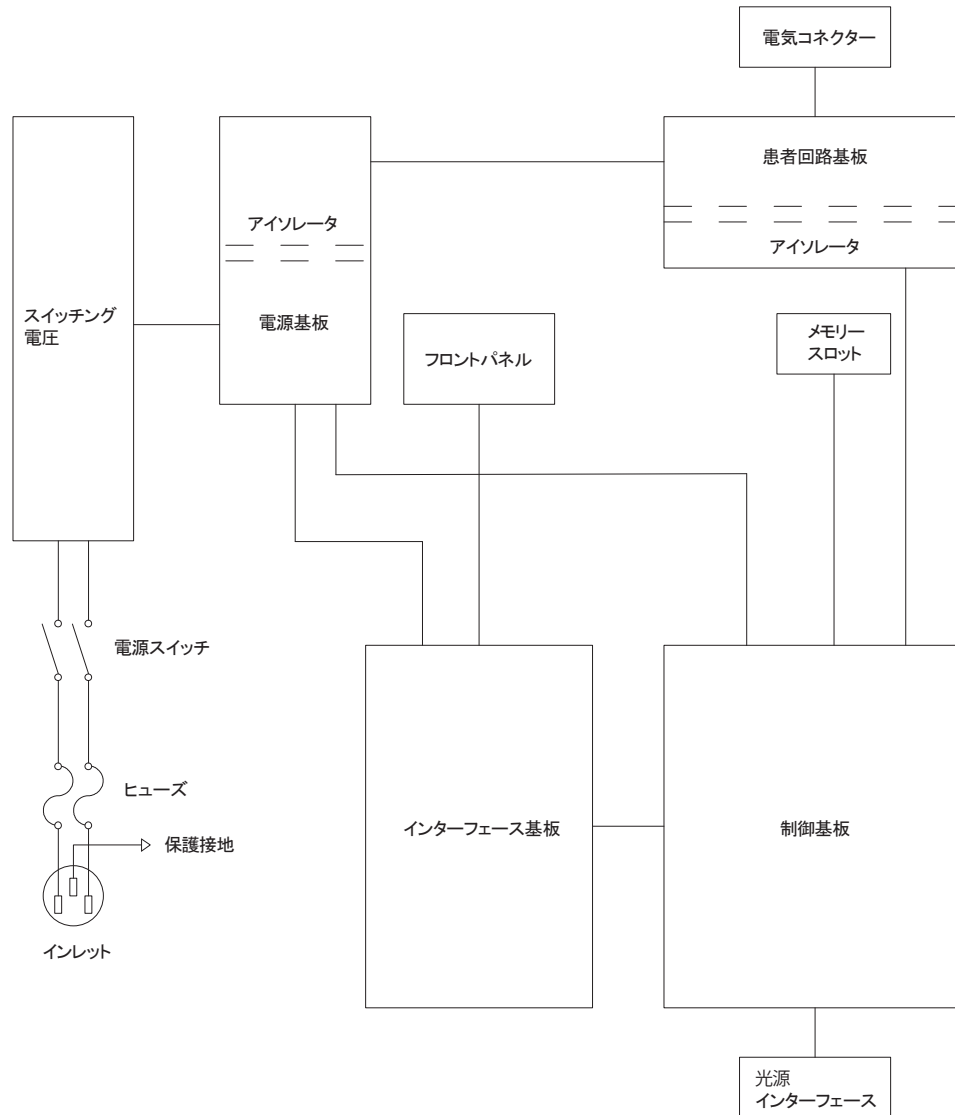 電気コネクター
患者回路基板
アイソレータ
アイソレータ
電源基板
スイッチング
電圧
フロントパネル
メモリー
スロット
電源スイッチ
ヒューズ
保護接地
インレット
インターフェース基板
制御基板
光源
インターフェース